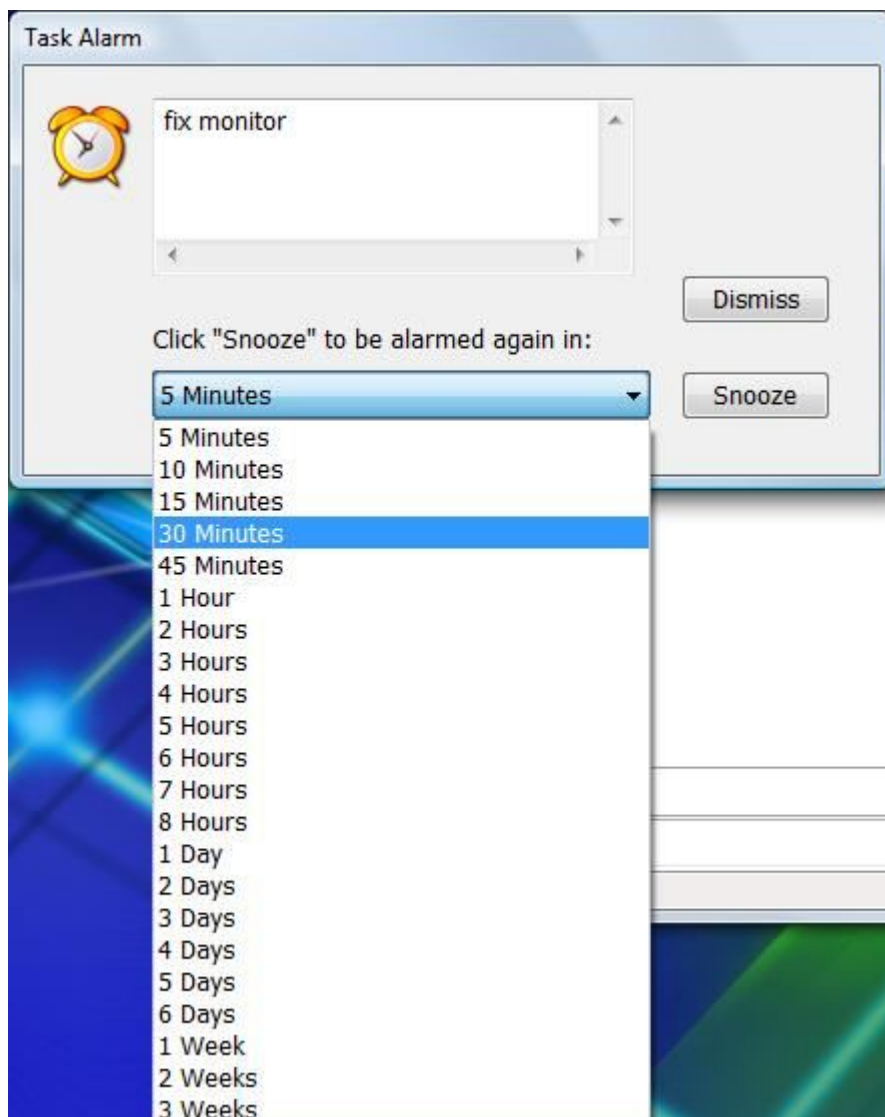 Task Alarm
fix monitor
Dismiss
Click "Snooze" to be alarmed again in:
5 Minutes
Snooze
5 Minutes
10 Minutes
15 Minutes
30 Minutes
45 Minutes
1 Hour
2 Hours
3 Hours
4 Hours
5 Hours
6 Hours
7 Hours
8 Hours
1 Day
2 Days
3 Days
4 Days
5 Days
6 Days
1 Week
2 Weeks
3 Weeks